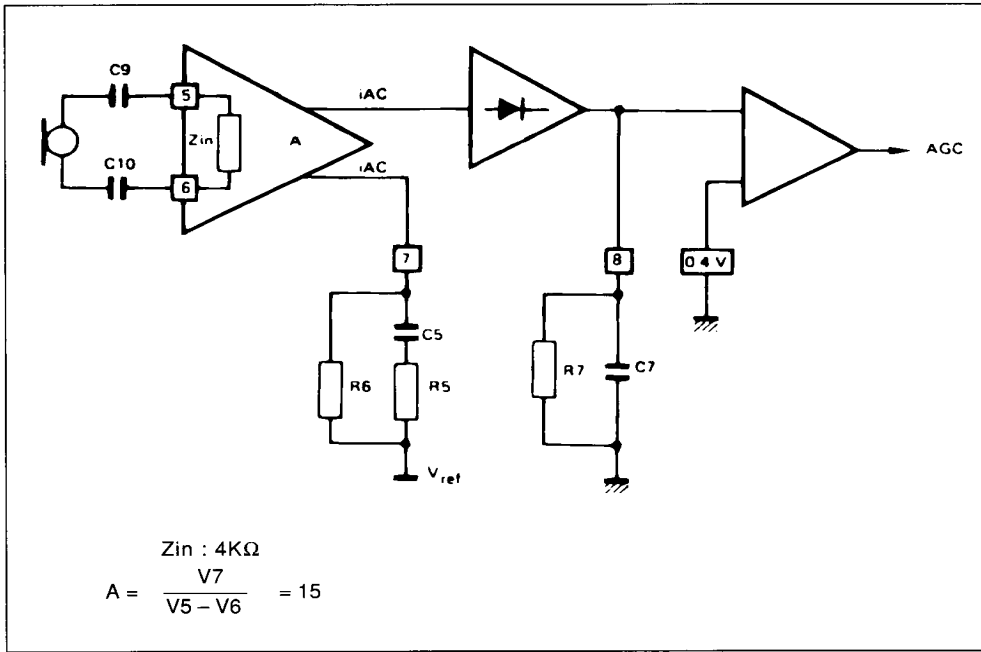 C9
5
iAC
Zin
A
AGC
C10
iAC
6
7
8
0 4 V
C5
R6
R5
R7
C7
Vref
Zin : 4KΩ
A = V7 / V5 – V6 = 15